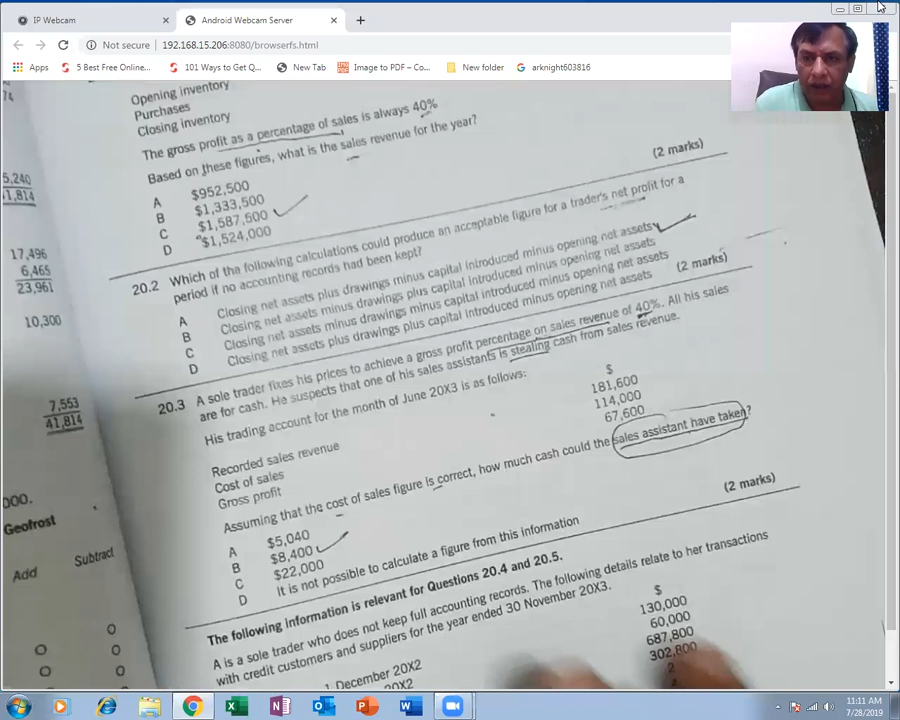 IP Webcam
Android Webcam Server
Not secure
192.168.15.206:8080/browserfs.html
Apps
5 Best Free Online...
101 Ways to Get Q...
New Tab
Image to PDF – Co...
New folder
arknight603816
74
5,240
1,814
17,496
6,465
23,961
10,300
7,553
41,814
000.
Geofrost
Add
Subtract
O
O
O
O
Opening inventory
Purchases
Closing inventory
The gross profit as a percentage of sales is always 40%
Based on these figures, what is the sales revenue for the year?
(2 marks)
A $952,500
B $1,333,500
C $1,587,500
D $1,524,000
20.2 Which of the following calculations could produce an acceptable figure for a trader's net profit for a
period if no accounting records had been kept?
A Closing net assets plus drawings minus capital introduced minus opening net assets
B Closing net assets minus drawings plus capital introduced minus opening net assets
C Closing net assets minus drawings minus capital introduced minus opening net assets
D Closing net assets plus drawings plus capital introduced minus opening net assets
(2 marks)
20.3 A sole trader fixes his prices to achieve a gross profit percentage on sales revenue of 40%. All his sales
are for cash. He suspects that one of his sales assistants is stealing cash from sales revenue.
His trading account for the month of June 20X3 is as follows:
$
Recorded sales revenue 181,600
Cost of sales 114,000
Gross profit 67,600
Assuming that the cost of sales figure is correct, how much cash could the sales assistant have taken?
A $5,040
B $8,400
C $22,000
D It is not possible to calculate a figure from this information
(2 marks)
The following information is relevant for Questions 20.4 and 20.5.
A is a sole trader who does not keep full accounting records. The following details relate to her transactions
with credit customers and suppliers for the year ended 30 November 20X3.
$
130,000
60,000
687,800
302,800
1 December 20X2
20X2
11:11 AM
7/28/2019